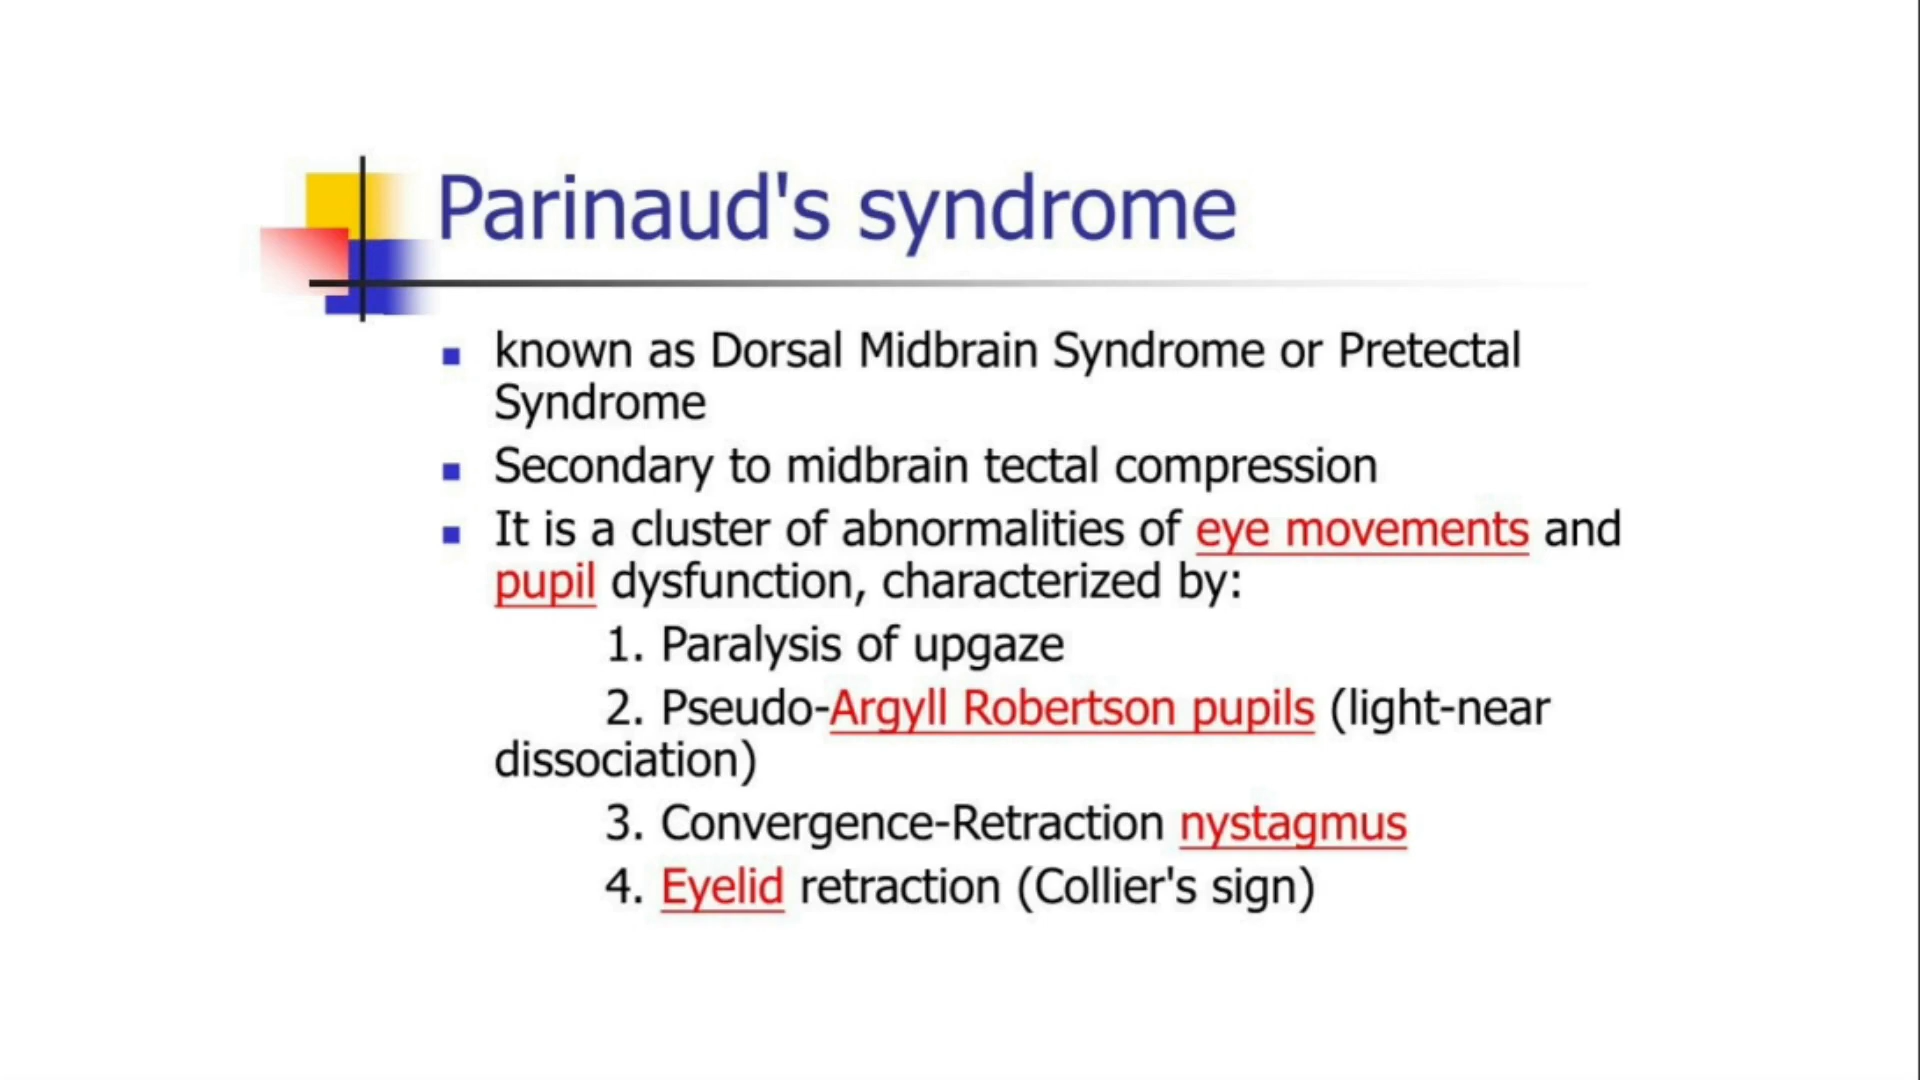 Parinaud's syndrome
known as Dorsal Midbrain Syndrome or Pretectal
Syndrome
Secondary to midbrain tectal compression
It is a cluster of abnormalities of eye movements and
pupil dysfunction, characterized by:
1. Paralysis of upgaze
2. Pseudo-Argyll Robertson pupils (light-near
dissociation)
3. Convergence-Retraction nystagmus
4. Eyelid retraction (Collier's sign)